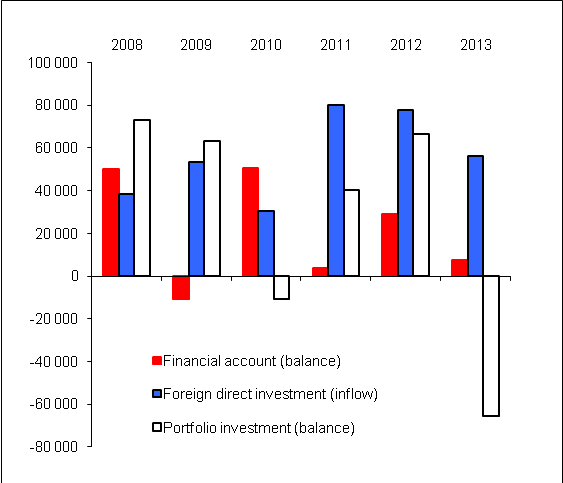 2008 2009 2010 2011 2012 2013
100 000
80 000
60 000
40 000
20 000
0
-20 000
-40 000
-60 000
-80 000
Financial account (balance)
Foreign direct investment (inflow)
Portfolio investment (balance)